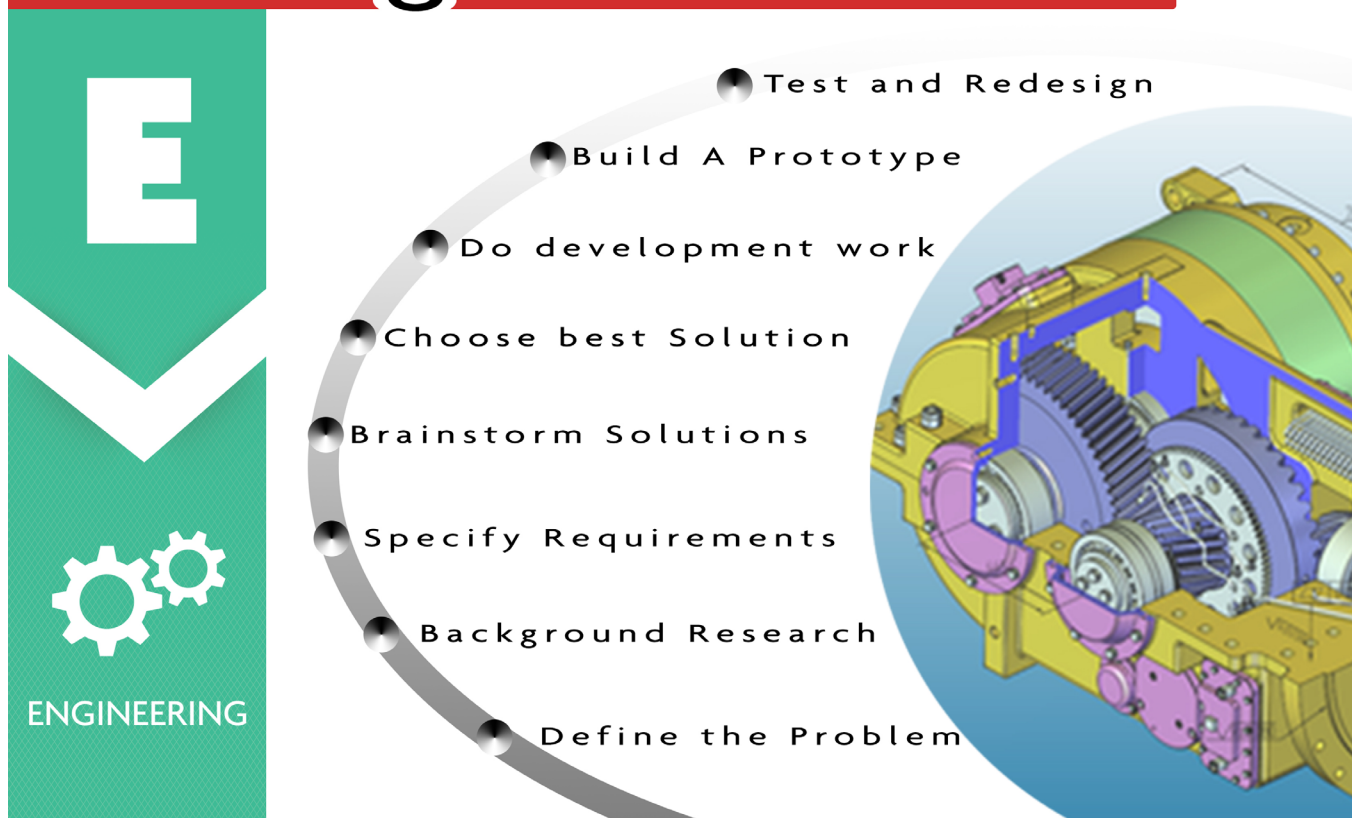 E
ENGINEERING
Test and Redesign
Build A Prototype
Do development work
Choose best Solution
Brainstorm Solutions
Specify Requirements
Background Research
Define the Problem